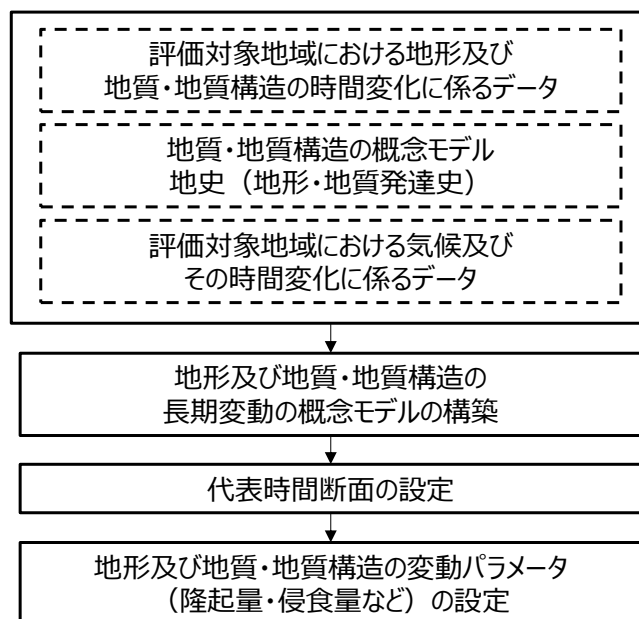 評価対象地域における地形及び
地質・地質構造の時間変化に係るデータ
地質・地質構造の概念モデル
地史（地形・地質発達史）
評価対象地域における気候及び
その時間変化に係るデータ
地形及び地質・地質構造の
長期変動の概念モデルの構築
代表時間断面の設定
地形及び地質・地質構造の変動パラメータ
（隆起量・侵食量など）の設定